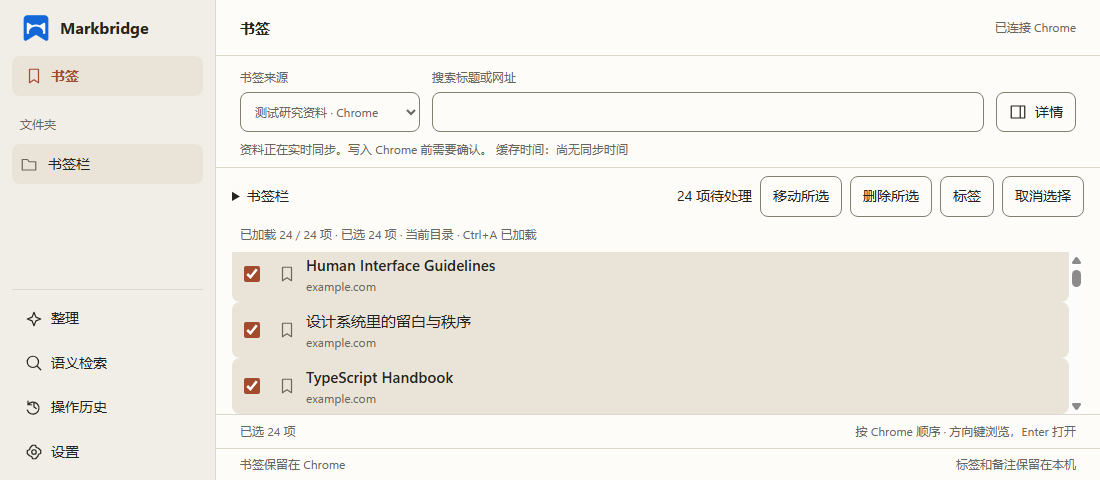 Markbridge
书签
文件夹
书签栏
整理
语义检索
操作历史
设置
书签
已连接 Chrome
书签来源
搜索标题或网址
测试研究资料 · Chrome
详情
资料正在实时同步。写入 Chrome 前需要确认。 缓存时间：尚无同步时间
书签栏
24 项待处理
移动所选
删除所选
标签
取消选择
已加载 24 / 24 项 · 已选 24 项 · 当前目录 · Ctrl+A 已加载
Human Interface Guidelines
example.com
设计系统里的留白与秩序
example.com
TypeScript Handbook
example.com
已选 24 项
按 Chrome 顺序 · 方向键浏览，Enter 打开
书签保留在 Chrome
标签和备注保留在本机